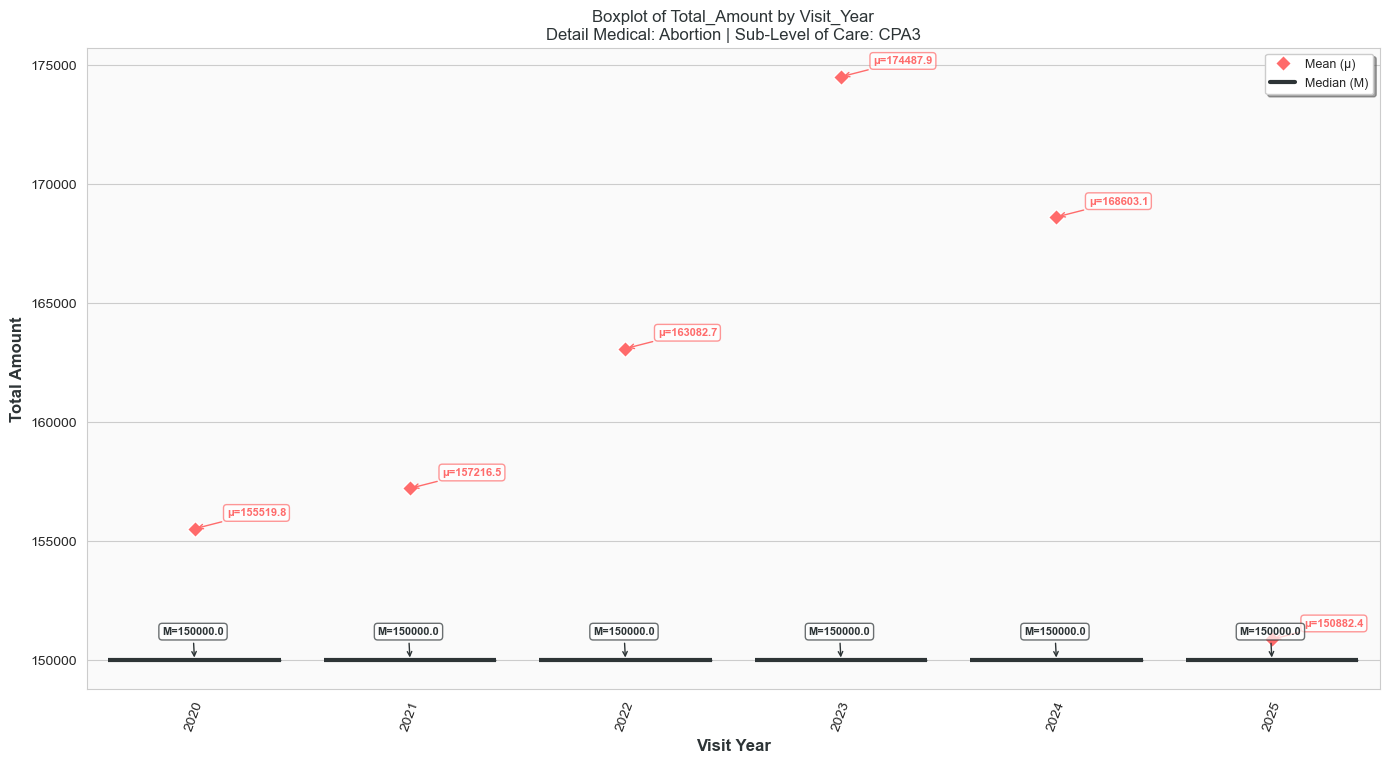 Boxplot of Total_Amount by Visit_Year
Detail Medical: Abortion | Sub-Level of Care: CPA3
Mean (μ)
Median (M)
Total Amount
175000
170000
165000
160000
155000
150000
μ=155519.8
μ=157216.5
μ=163082.7
μ=174487.9
μ=168603.1
μ=150882.4
M=150000.0
M=150000.0
M=150000.0
M=150000.0
M=150000.0
M=150000.0
2020
2021
2022
2023
2024
2025
Visit Year